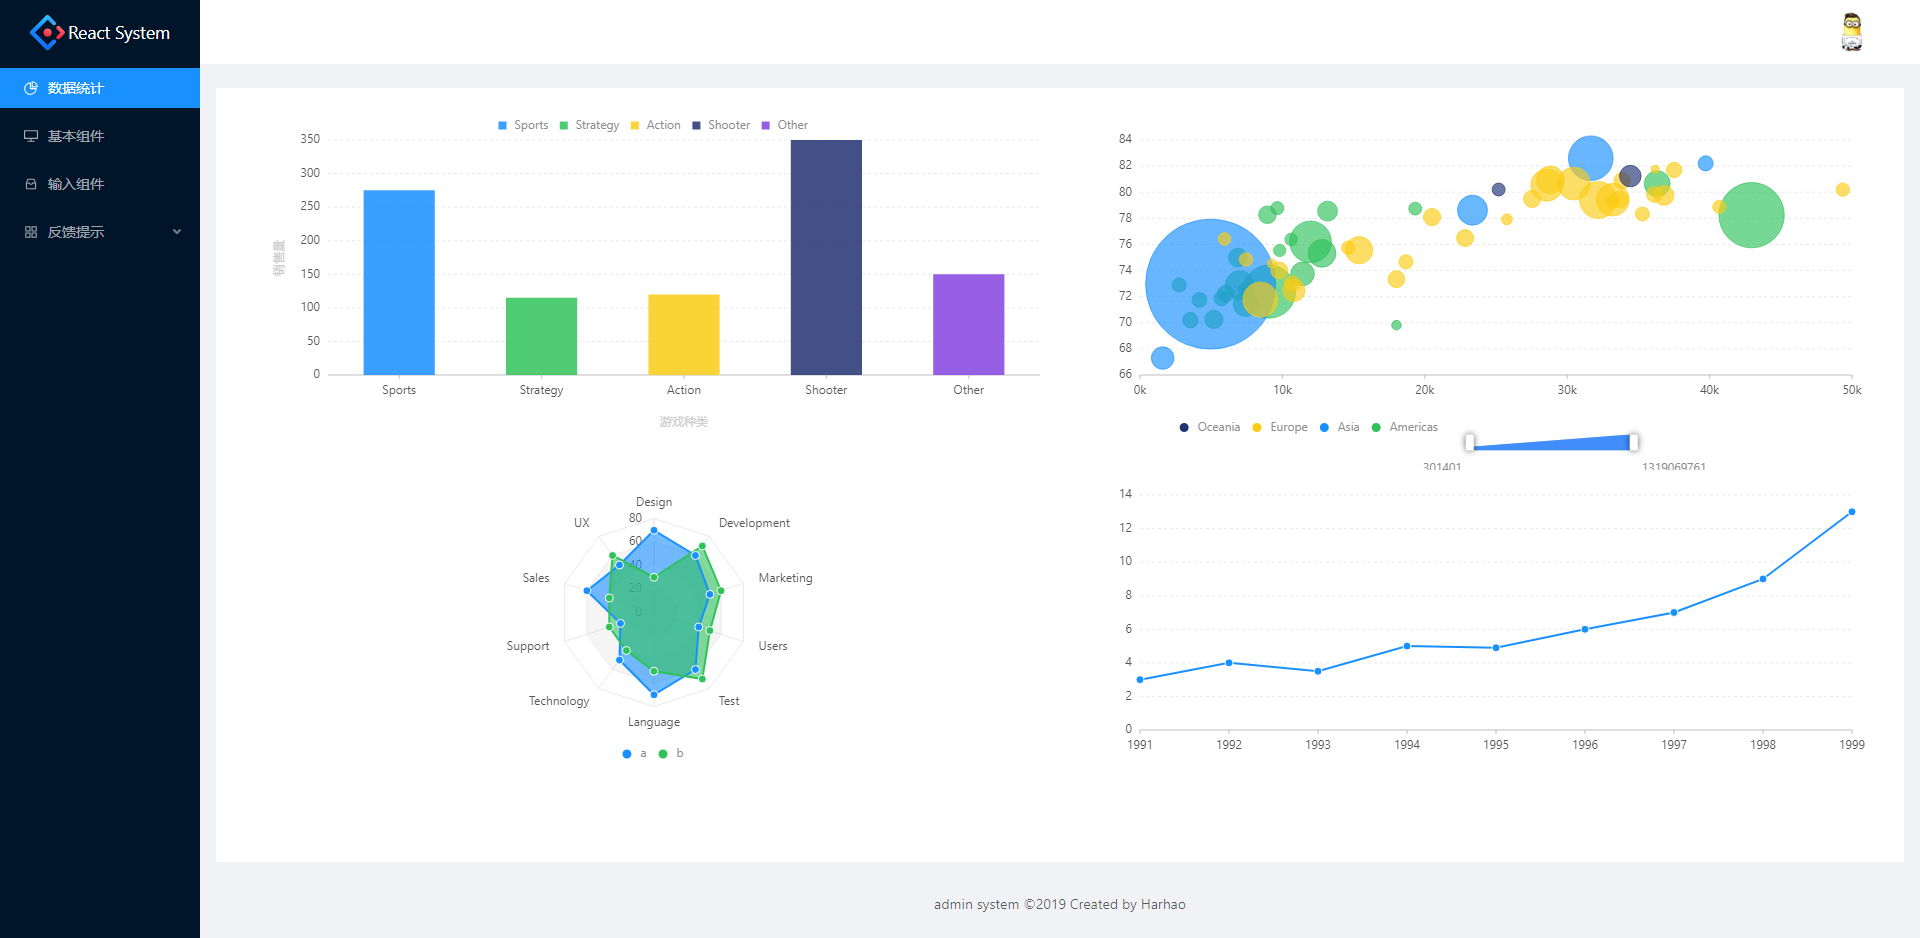 React System
数据统计
基本组件
输入组件
反馈提示
Sports Strategy Action Shooter Other
350
300
250
200
150
100
50
0
销售量
Sports Strategy Action Shooter Other
游戏种类
84
82
80
78
76
74
72
70
68
66
0k 10k 20k 30k 40k 50k
Oceania Europe Asia Americas
301401 1319069761
Design
Development
Marketing
Users
Test
Language
Technology
Support
Sales
UX
80
60
40
20
0
a b
14
12
10
8
6
4
2
0
1991 1992 1993 1994 1995 1996 1997 1998 1999
admin system ©2019 Created by Harhao